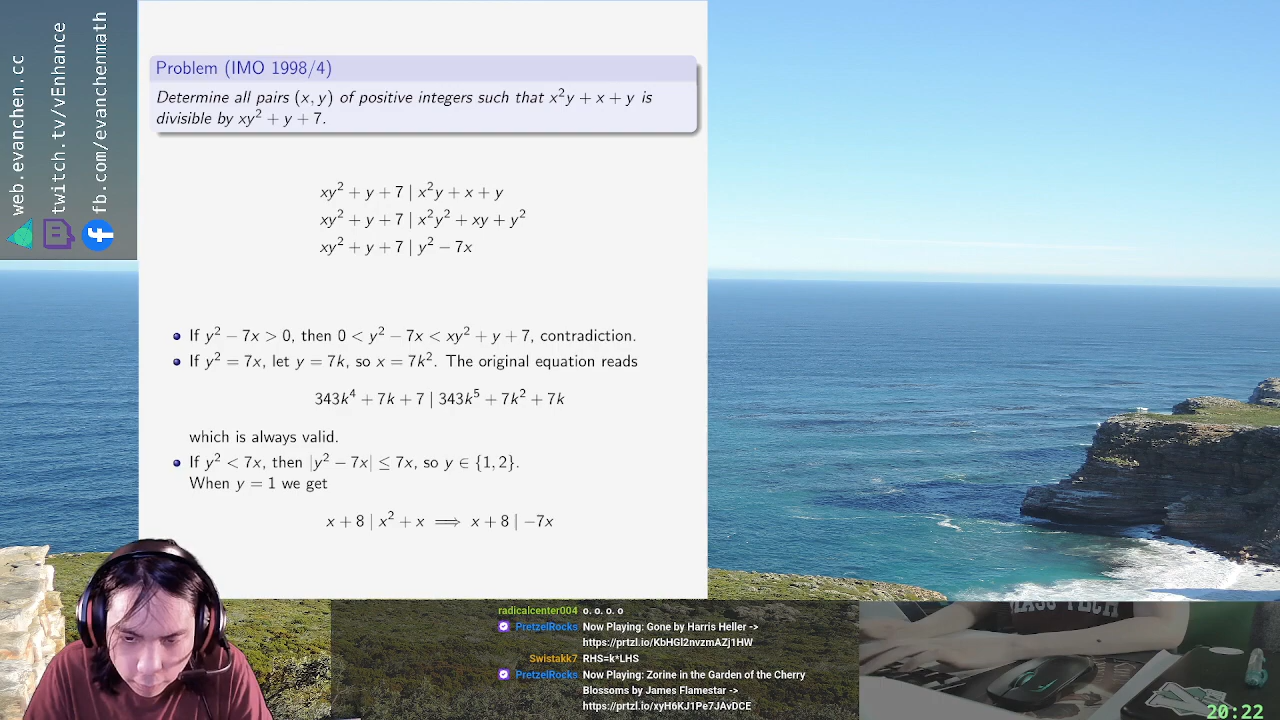 web.evanchen.cc
twitch.tv/vEnhance
fb.com/evanchenmath
Problem (IMO 1998/4)
Determine all pairs (x, y) of positive integers such that x²y + x + y is
divisible by xy² + y + 7.
xy² + y + 7 | x²y + x + y
xy² + y + 7 | x²y² + xy + y²
xy² + y + 7 | y² − 7x
If y² − 7x > 0, then 0 < y² − 7x < xy² + y + 7, contradiction.
If y² = 7x, let y = 7k, so x = 7k². The original equation reads
343k⁴ + 7k + 7 | 343k⁵ + 7k² + 7k
which is always valid.
If y² < 7x, then |y² − 7x| ≤ 7x, so y ∈ {1, 2}.
When y = 1 we get
x + 8 | x² + x ⟹ x + 8 | −7x
radicalcenter004 o. o. o. o
PretzelRocks Now Playing: Gone by Harris Heller ->
https://prtzl.io/KbHGl2nvzmAZj1HW
Swistakk7 RHS=k*LHS
PretzelRocks Now Playing: Zorine in the Garden of the Cherry
Blossoms by James Flamestar ->
https://prtzl.io/xyH6KJ1Pe7JAvDCE
TECH
20:22